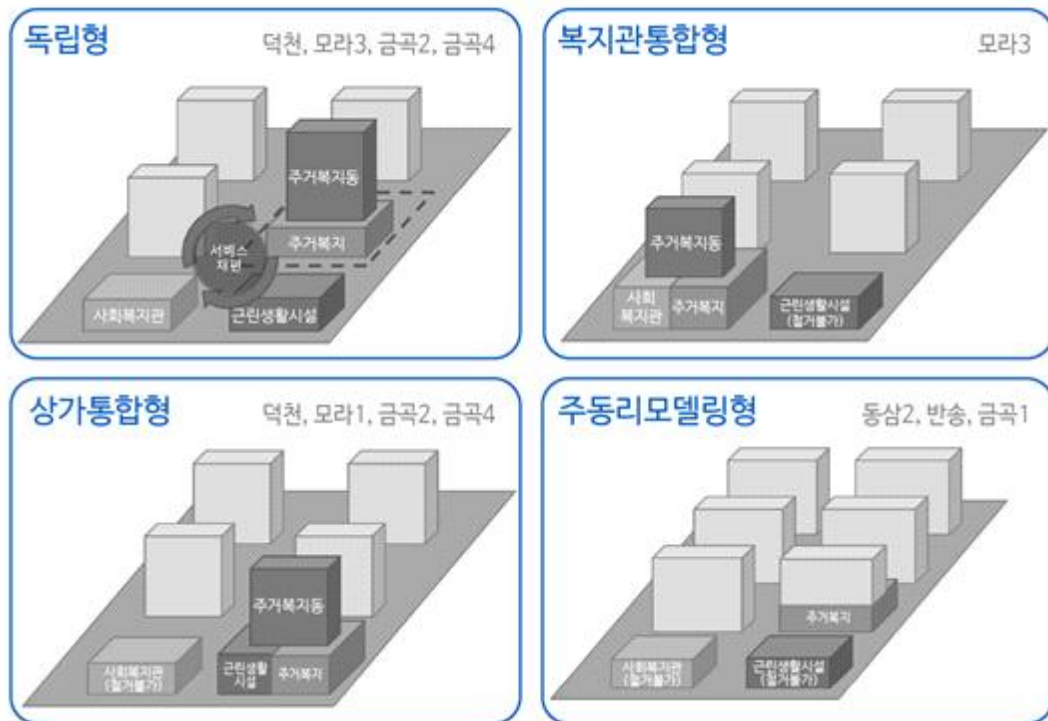 독립형
덕천, 모라3, 금곡2, 금곡4
주거복지동
주거복지
서비스
재편
사회복지관
근린생활시설
복지관통합형
모라3
주거복지동
사회
복지관
주거복지
근린생활시설
(철거불가)
상가통합형
덕천, 모라1, 금곡2, 금곡4
주거복지동
사회복지관
(철거불가)
근린생활
시설
주거복지
주동리모델링형
동삼2, 반송, 금곡1
주거복지
사회복지관
(철거불가)
근린생활시설
(철거불가)